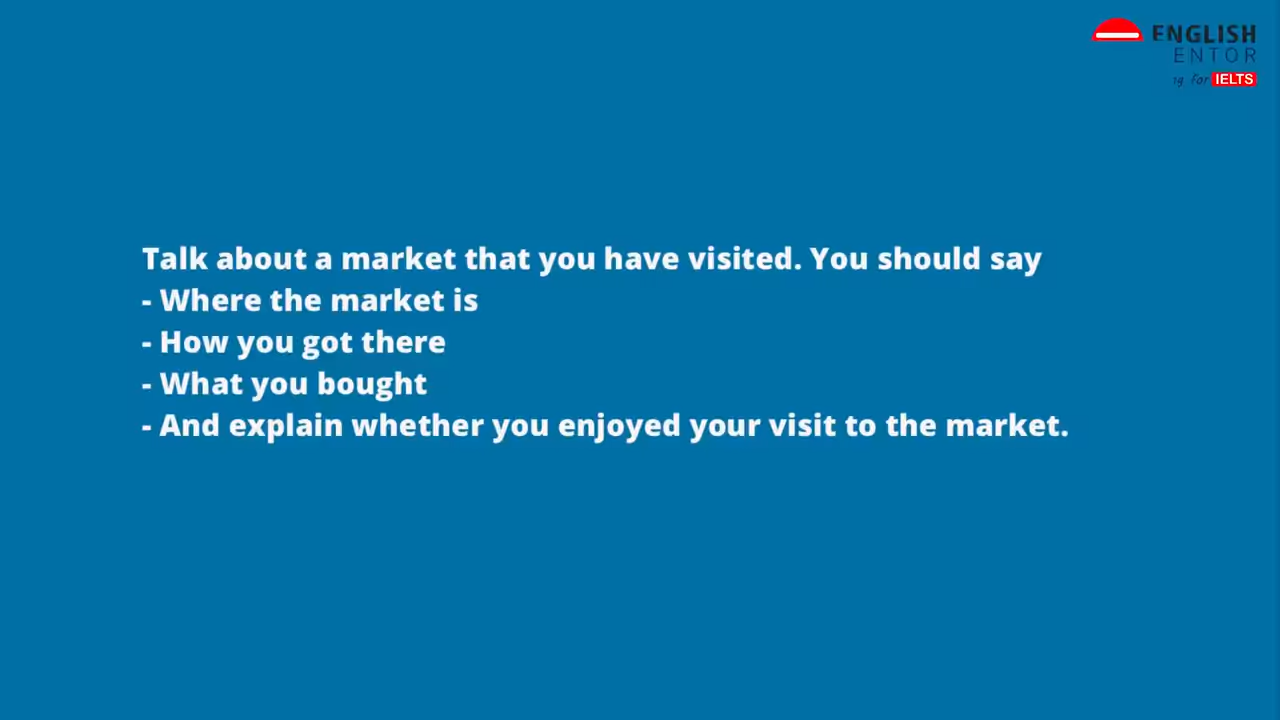 ENGLISH
ENTOR
for IELTS
Talk about a market that you have visited. You should say
- Where the market is
- How you got there
- What you bought
- And explain whether you enjoyed your visit to the market.